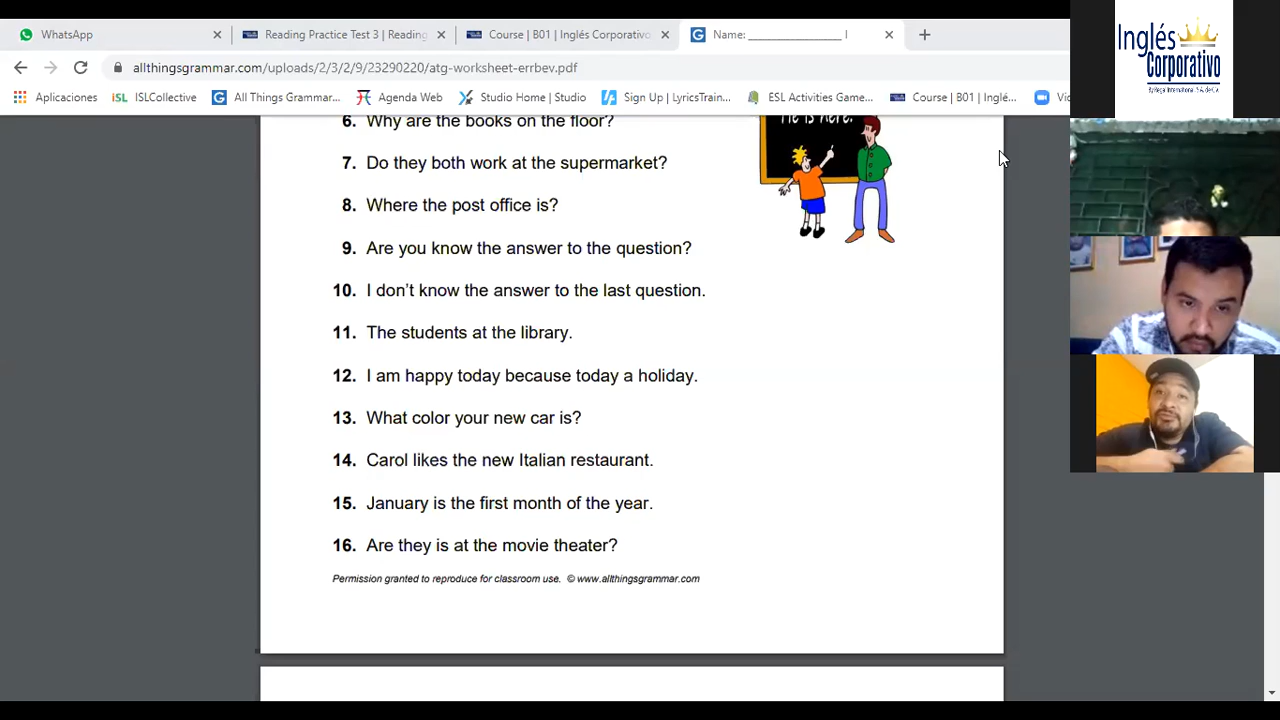 WhatsApp
Reading Practice Test 3 | Reading
Course | B01 | Inglés Corporativo
Name: __________________ I
allthingsgrammar.com/uploads/2/3/2/9/23290220/atg-worksheet-errbev.pdf
Aplicaciones
iSLCollective
All Things Grammar...
Agenda Web
Studio Home | Studio
Sign Up | LyricsTrain...
ESL Activities Game...
Course | B01 | Inglé...
Inglés
Corporativo
He is here.
6. Why are the books on the floor?
7. Do they both work at the supermarket?
8. Where the post office is?
9. Are you know the answer to the question?
10. I don’t know the answer to the last question.
11. The students at the library.
12. I am happy today because today a holiday.
13. What color your new car is?
14. Carol likes the new Italian restaurant.
15. January is the first month of the year.
16. Are they is at the movie theater?
Permission granted to reproduce for classroom use. © www.allthingsgrammar.com